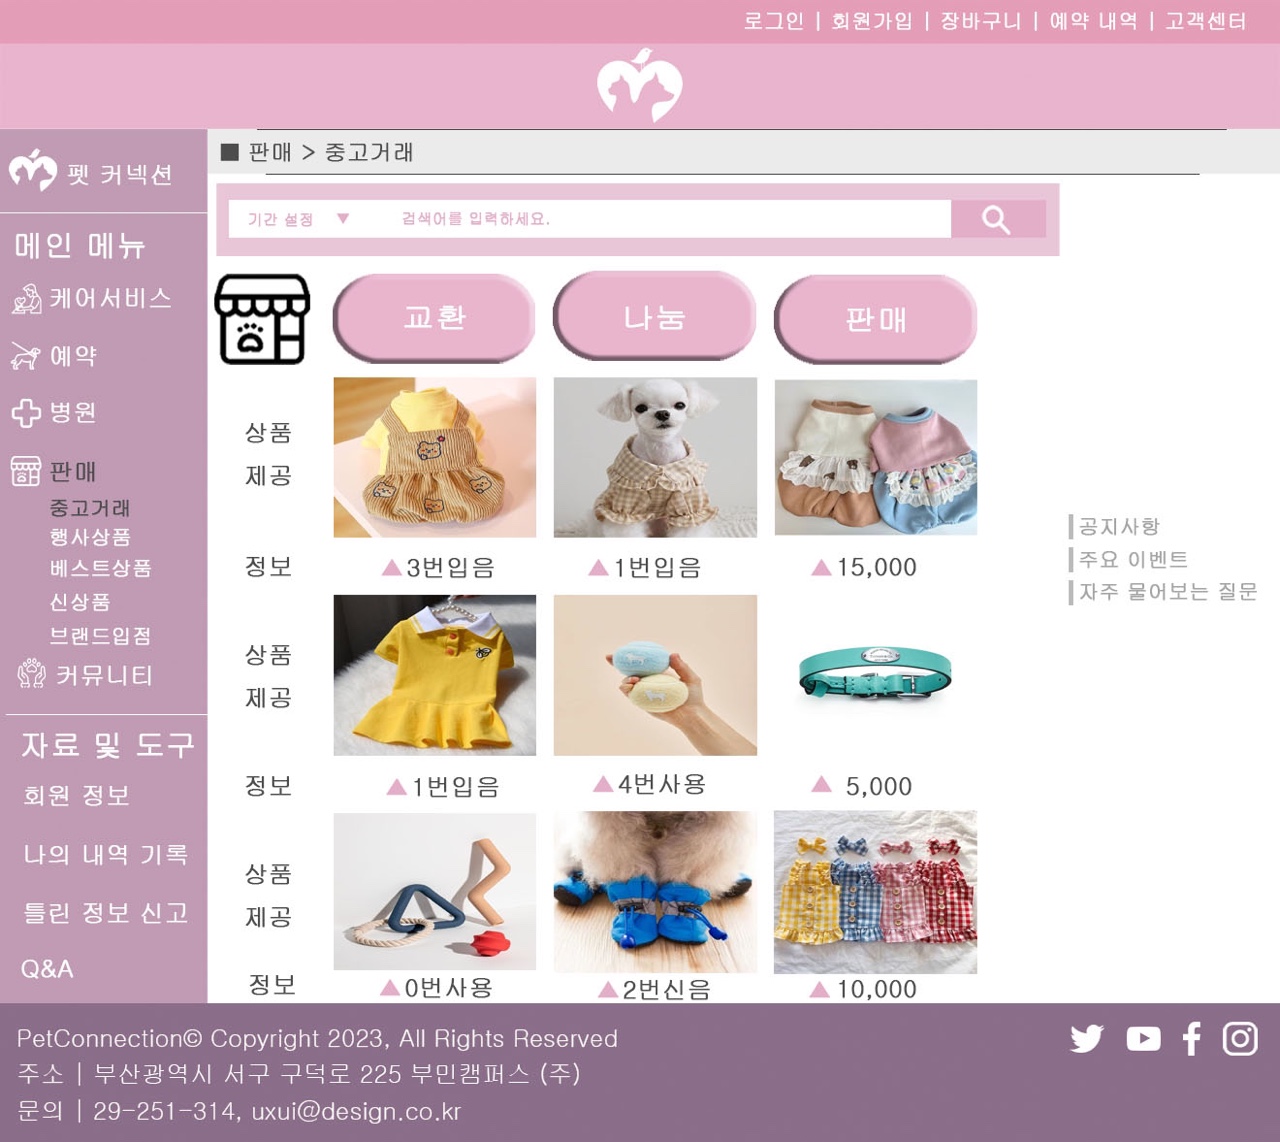 로그인 | 회원가입 | 장바구니 | 예약 내역 | 고객센터
펫 커넥션
메인 메뉴
케어서비스
예약
병원
판매
중고거래
행사상품
베스트상품
신상품
브랜드입점
커뮤니티
자료 및 도구
회원 정보
나의 내역 기록
틀린 정보 신고
Q&A
■ 판매 > 중고거래
기간 설정 ▼ 검색어를 입력하세요.
교환 나눔 판매
상품
제공
정보 ▲3번입음 ▲1번입음 ▲15,000
상품
제공
정보 ▲1번입음 ▲4번사용 ▲ 5,000
상품
제공
정보 ▲0번사용 ▲2번신음 ▲ 10,000
공지사항
주요 이벤트
자주 물어보는 질문
PetConnection© Copyright 2023, All Rights Reserved
주소 | 부산광역시 서구 구덕로 225 부민캠퍼스 (주)
문의 | 29-251-314, uxui@design.co.kr